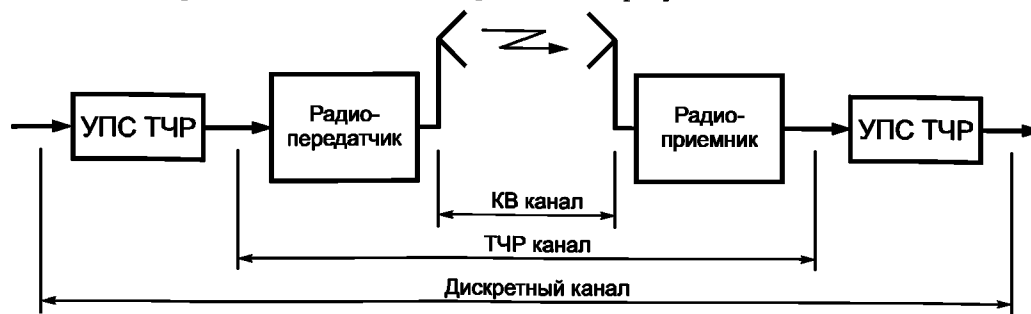 УПС ТЧР
Радио-
передатчик
Радио-
приемник
УПС ТЧР
КВ канал
ТЧР канал
Дискретный канал